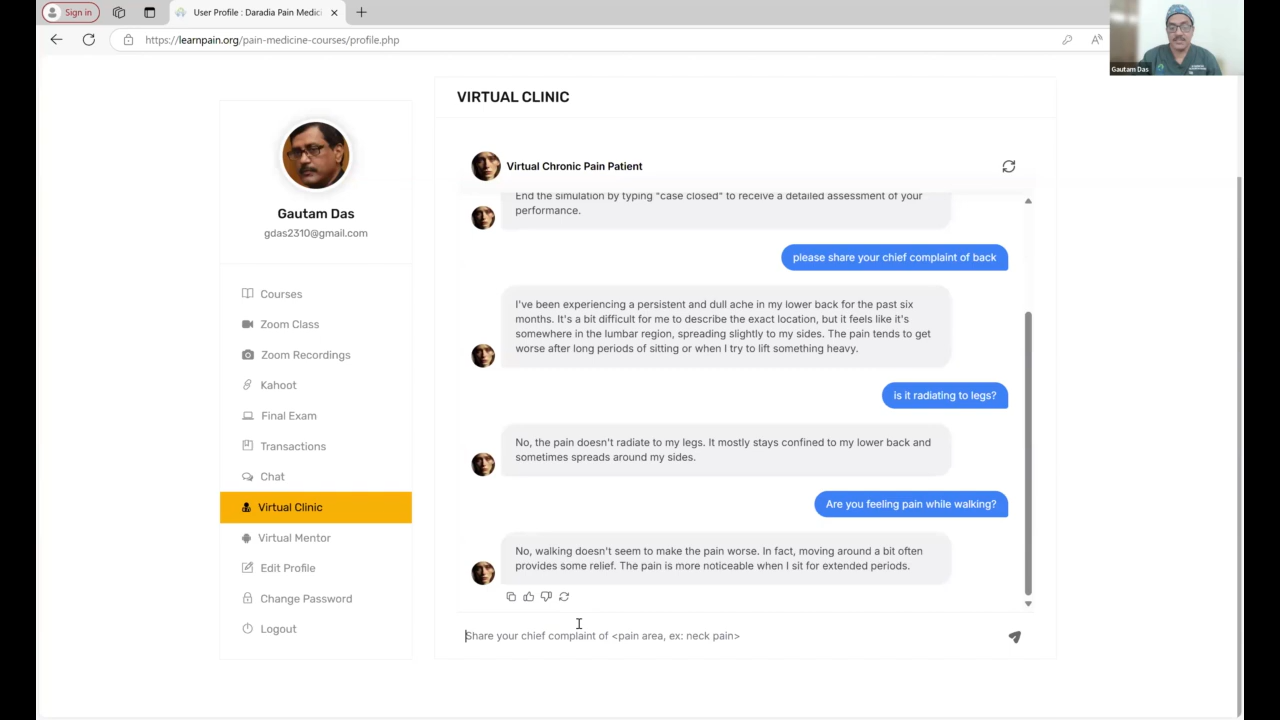 Sign in
User Profile : Daradia Pain Medici
https://learnpain.org/pain-medicine-courses/profile.php
Gautam Das
VIRTUAL CLINIC
Gautam Das
gdas2310@gmail.com
Courses
Zoom Class
Zoom Recordings
Kahoot
Final Exam
Transactions
Chat
Virtual Clinic
Virtual Mentor
Edit Profile
Change Password
Logout
Virtual Chronic Pain Patient
End the simulation by typing "case closed" to receive a detailed assessment of your
performance.
please share your chief complaint of back
I've been experiencing a persistent and dull ache in my lower back for the past six
months. It's a bit difficult for me to describe the exact location, but it feels like it's
somewhere in the lumbar region, spreading slightly to my sides. The pain tends to get
worse after long periods of sitting or when I try to lift something heavy.
is it radiating to legs?
No, the pain doesn't radiate to my legs. It mostly stays confined to my lower back and
sometimes spreads around my sides.
Are you feeling pain while walking?
No, walking doesn't seem to make the pain worse. In fact, moving around a bit often
provides some relief. The pain is more noticeable when I sit for extended periods.
Share your chief complaint of <pain area, ex: neck pain>